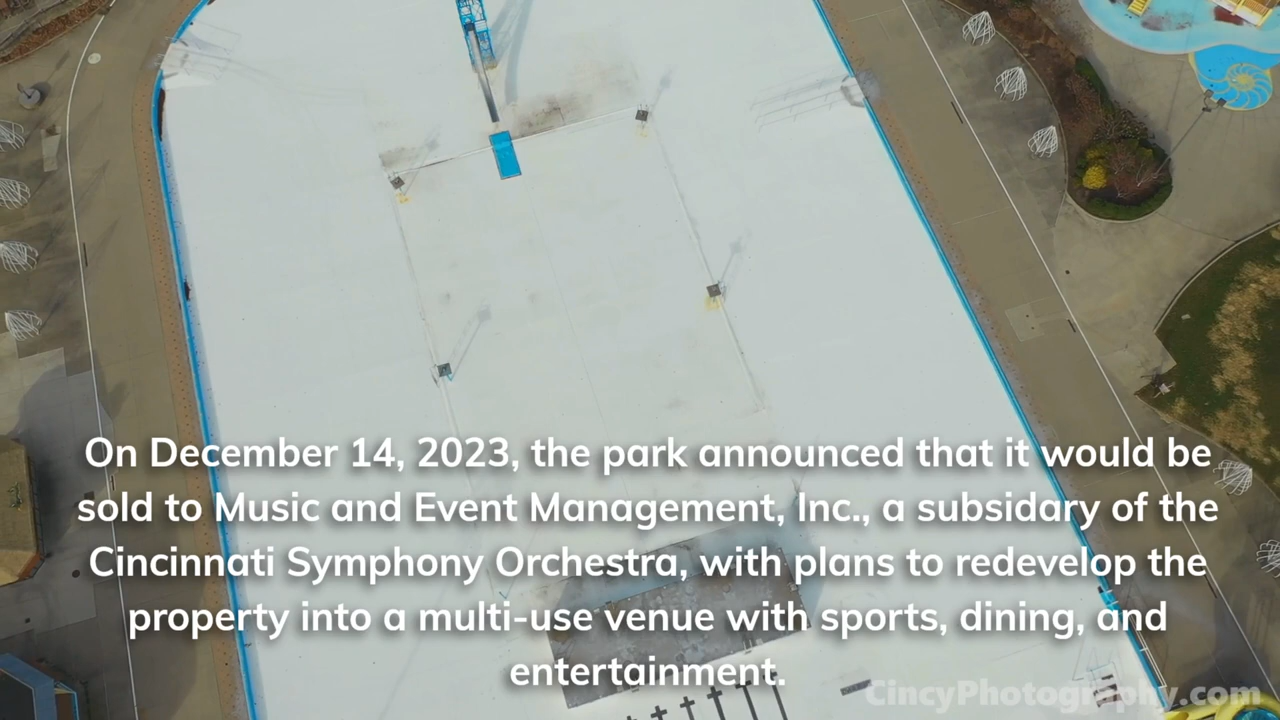 On December 14, 2023, the park announced that it would be
sold to Music and Event Management, Inc., a subsidary of the
Cincinnati Symphony Orchestra, with plans to redevelop the
property into a multi-use venue with sports, dining, and
entertainment.
CincyPhotography.com